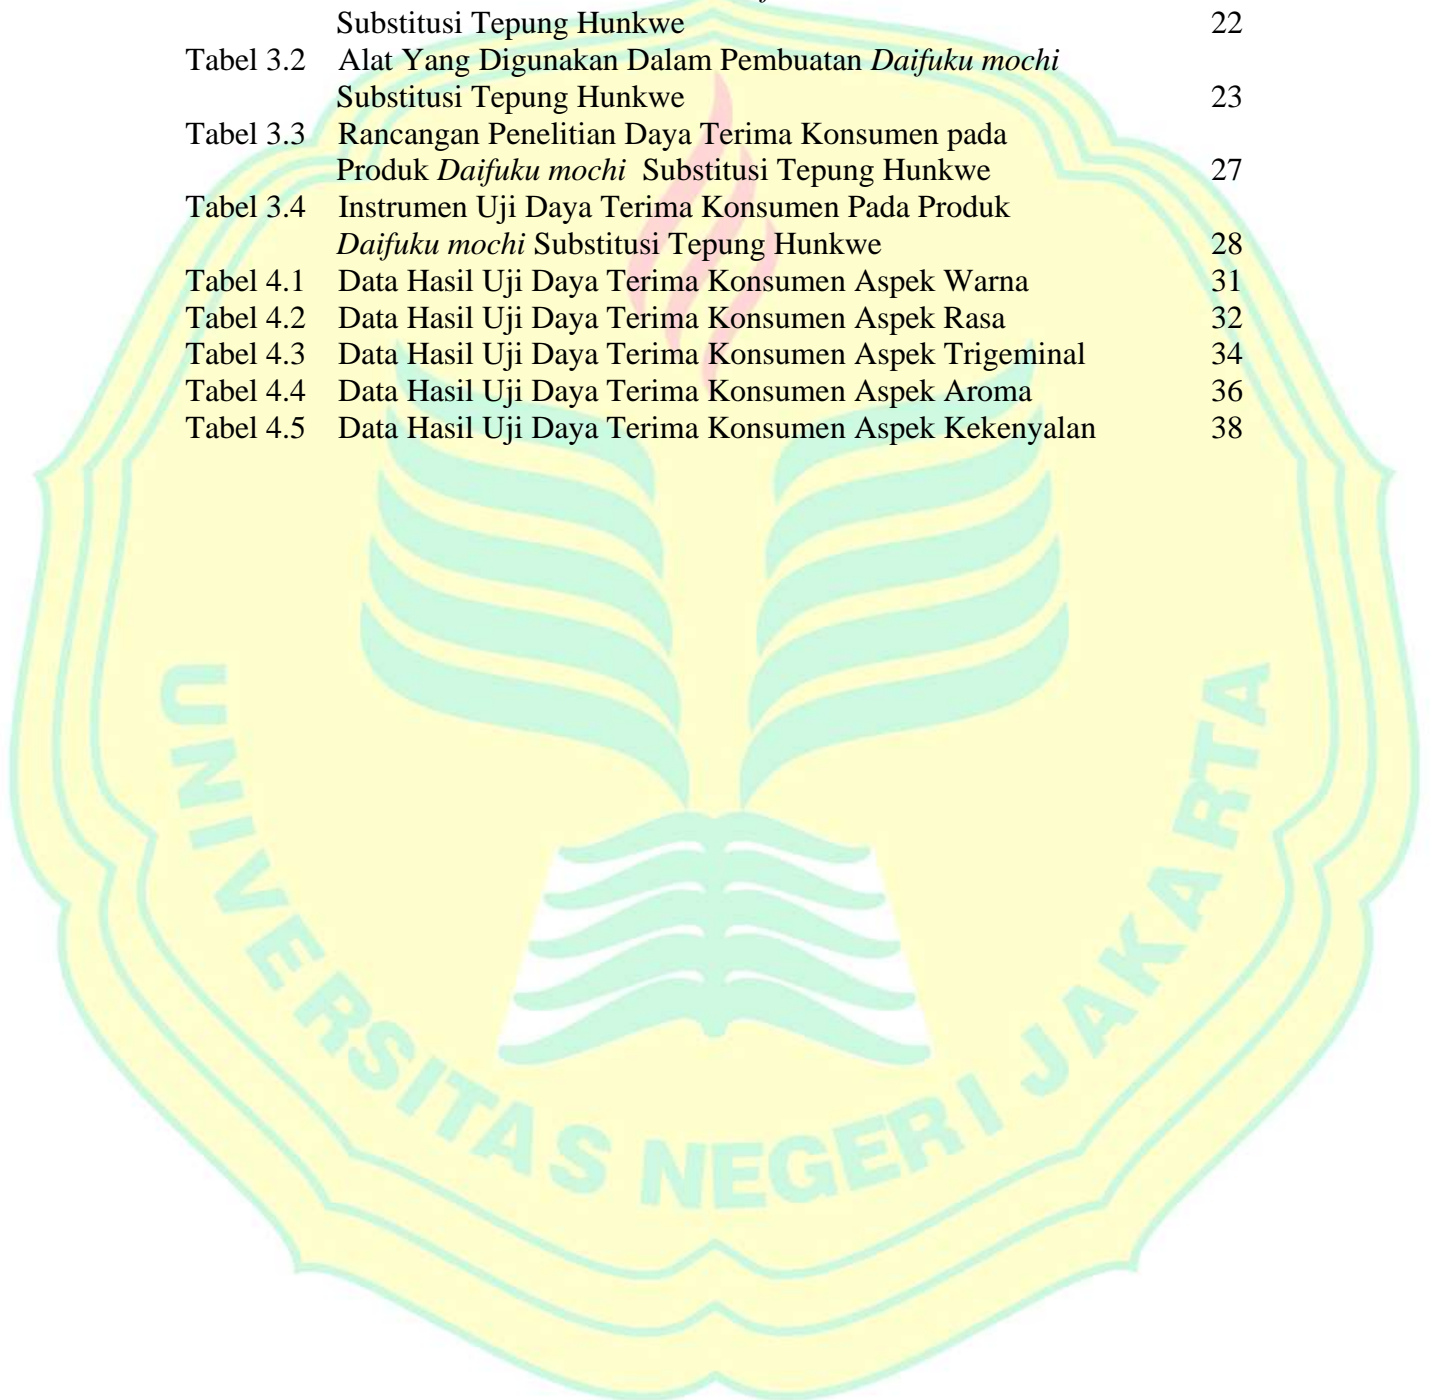 Substitusi Tepung Hunkwe 22
Tabel 3.2 Alat Yang Digunakan Dalam Pembuatan Daifuku mochi
Substitusi Tepung Hunkwe 23
Tabel 3.3 Rancangan Penelitian Daya Terima Konsumen pada
Produk Daifuku mochi Substitusi Tepung Hunkwe 27
Tabel 3.4 Instrumen Uji Daya Terima Konsumen Pada Produk
Daifuku mochi Substitusi Tepung Hunkwe 28
Tabel 4.1 Data Hasil Uji Daya Terima Konsumen Aspek Warna 31
Tabel 4.2 Data Hasil Uji Daya Terima Konsumen Aspek Rasa 32
Tabel 4.3 Data Hasil Uji Daya Terima Konsumen Aspek Trigeminal 34
Tabel 4.4 Data Hasil Uji Daya Terima Konsumen Aspek Aroma 36
Tabel 4.5 Data Hasil Uji Daya Terima Konsumen Aspek Kekenyalan 38
UNIVERSITAS NEGERI JAKARTA